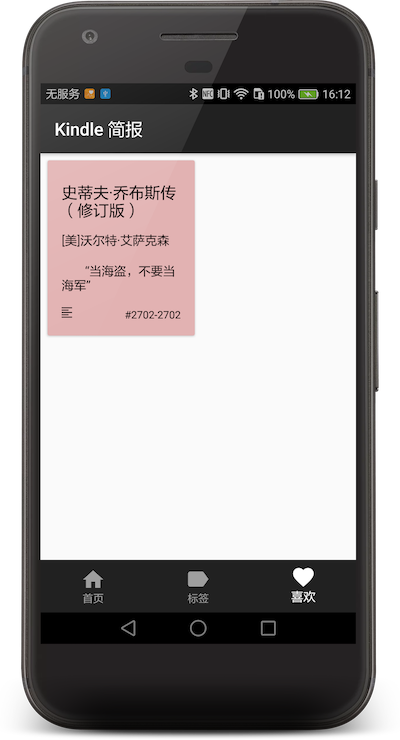 无服务 NFC 100% 16:12
Kindle 简报
史蒂夫·乔布斯传
（修订版）
[美]沃尔特·艾萨克森
“当海盗，不要当
海军”
#2702-2702
首页 标签 喜欢